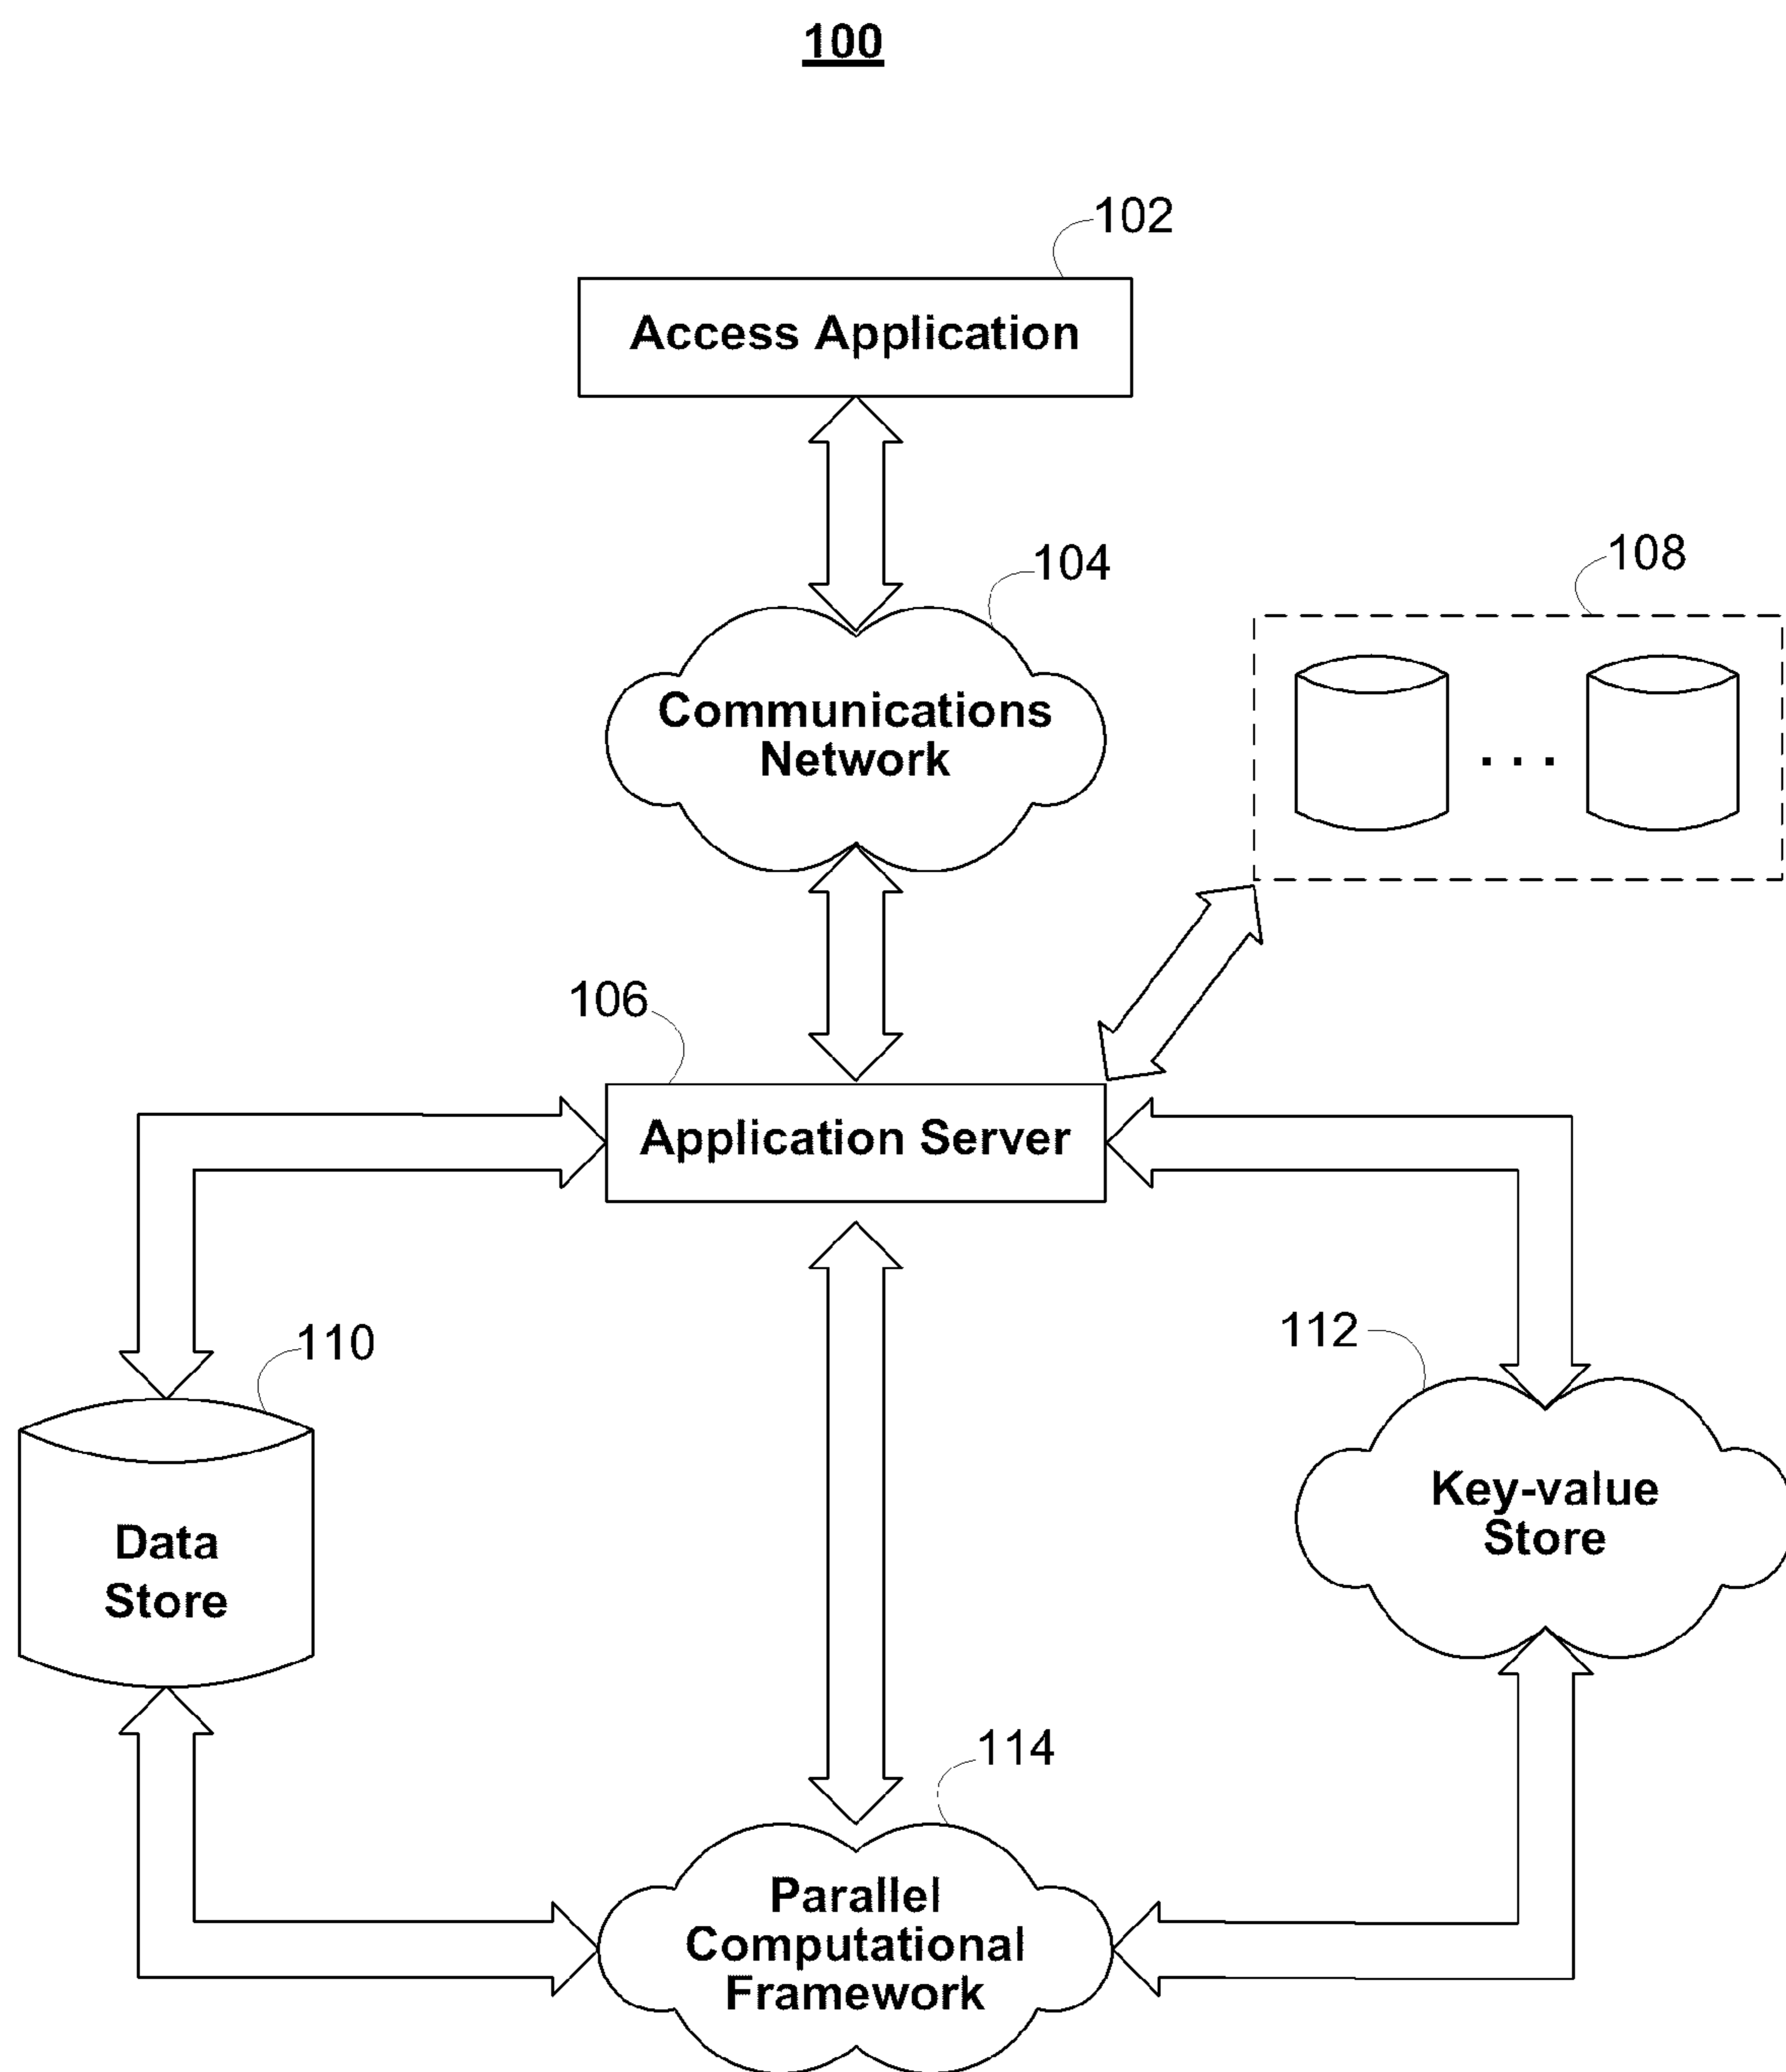 100
102
Access Application
104
108
Communications
Network
. . .
106
Application Server
110
112
Data
Store
Key-value
Store
114
Parallel
Computational
Framework